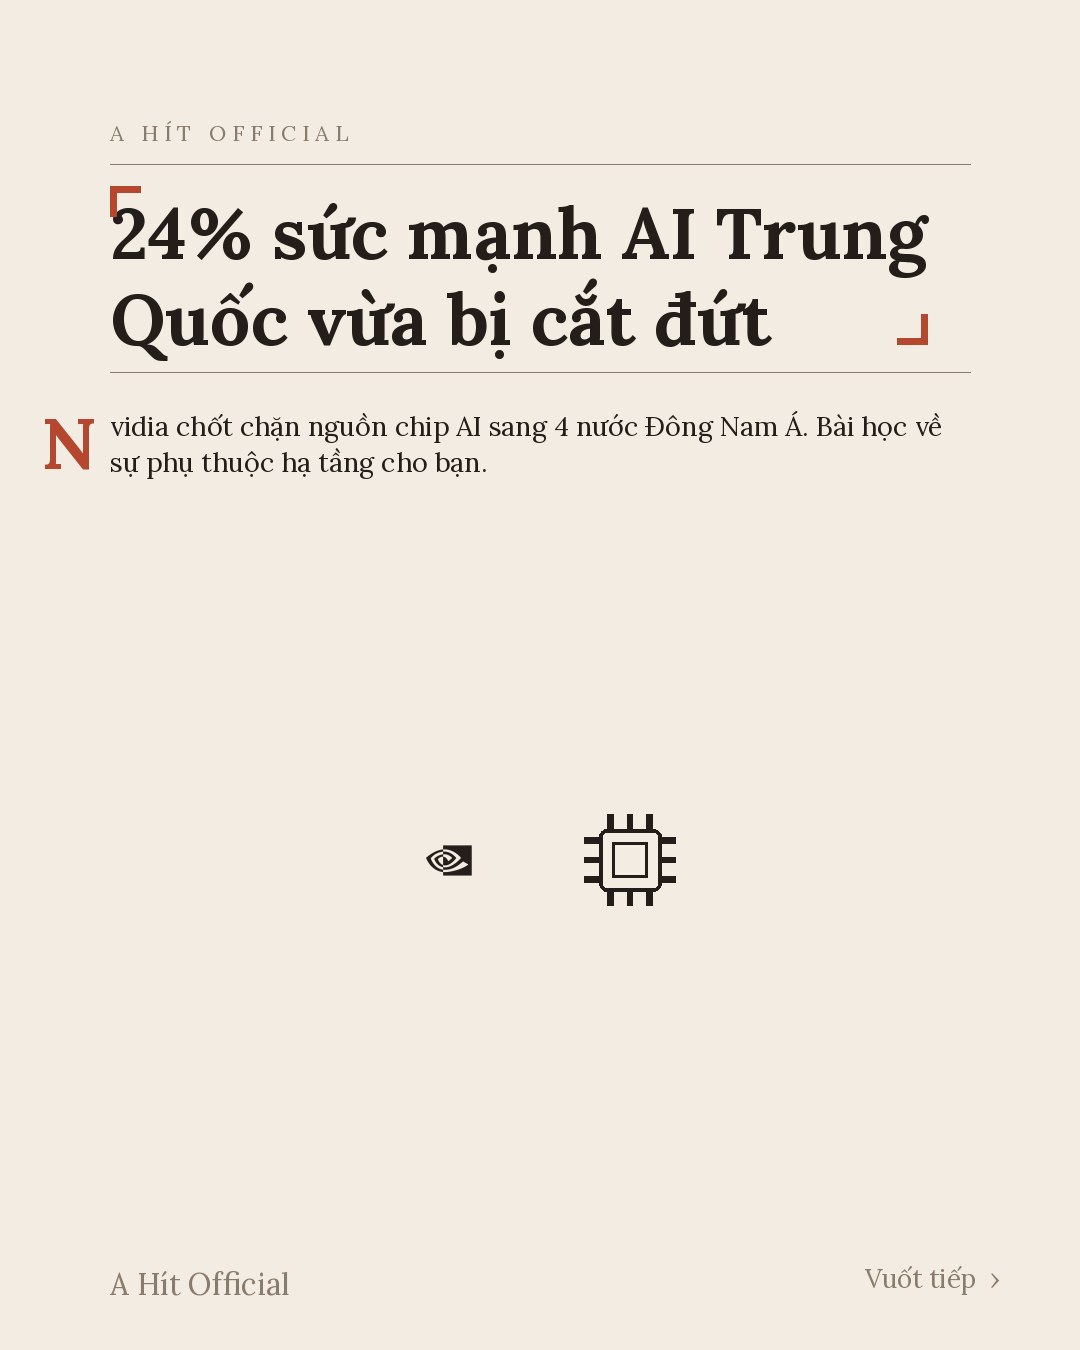 A HÍT OFFICIAL
24% sức mạnh AI Trung
Quốc vừa bị cắt đứt
Nvidia chốt chặn nguồn chip AI sang 4 nước Đông Nam Á. Bài học về
sự phụ thuộc hạ tầng cho bạn.
A Hít Official
Vuốt tiếp ›